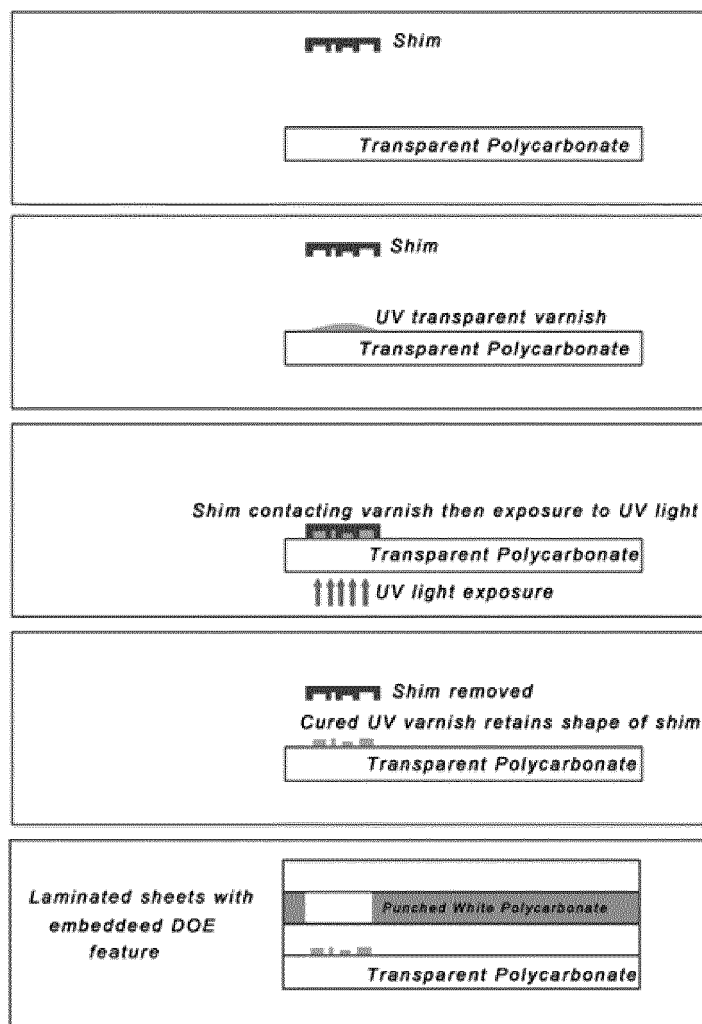 Shim
Transparent Polycarbonate
Shim
UV transparent varnish
Transparent Polycarbonate
Shim contacting varnish then exposure to UV light
Transparent Polycarbonate
UV light exposure
Shim removed
Cured UV varnish retains shape of shim
Transparent Polycarbonate
Laminated sheets with
embeddeed DOE
feature
Punched White Polycarbonate
Transparent Polycarbonate